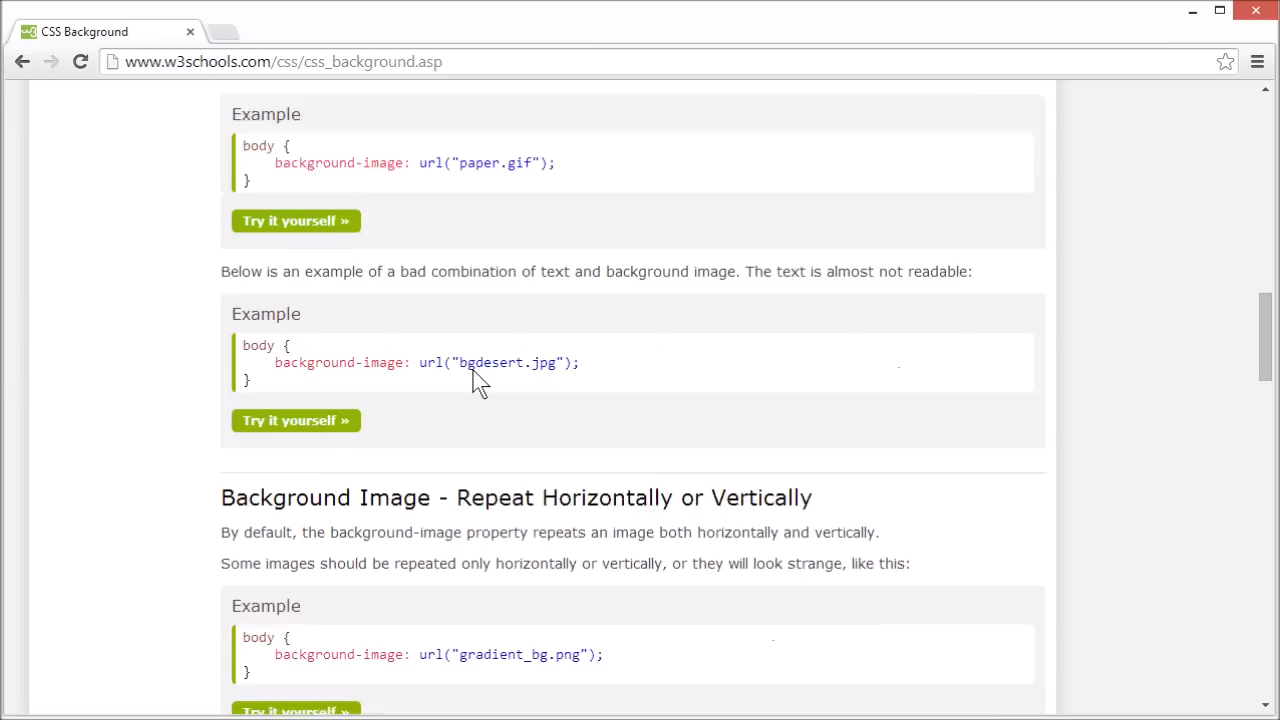 CSS Background
www.w3schools.com/css/css_background.asp
Example
body {
background-image: url("paper.gif");
}
Try it yourself »
Below is an example of a bad combination of text and background image. The text is almost not readable:
Example
body {
background-image: url("bgdesert.jpg");
}
Try it yourself »
Background Image - Repeat Horizontally or Vertically
By default, the background-image property repeats an image both horizontally and vertically.
Some images should be repeated only horizontally or vertically, or they will look strange, like this:
Example
body {
background-image: url("gradient_bg.png");
}
Try it yourself »